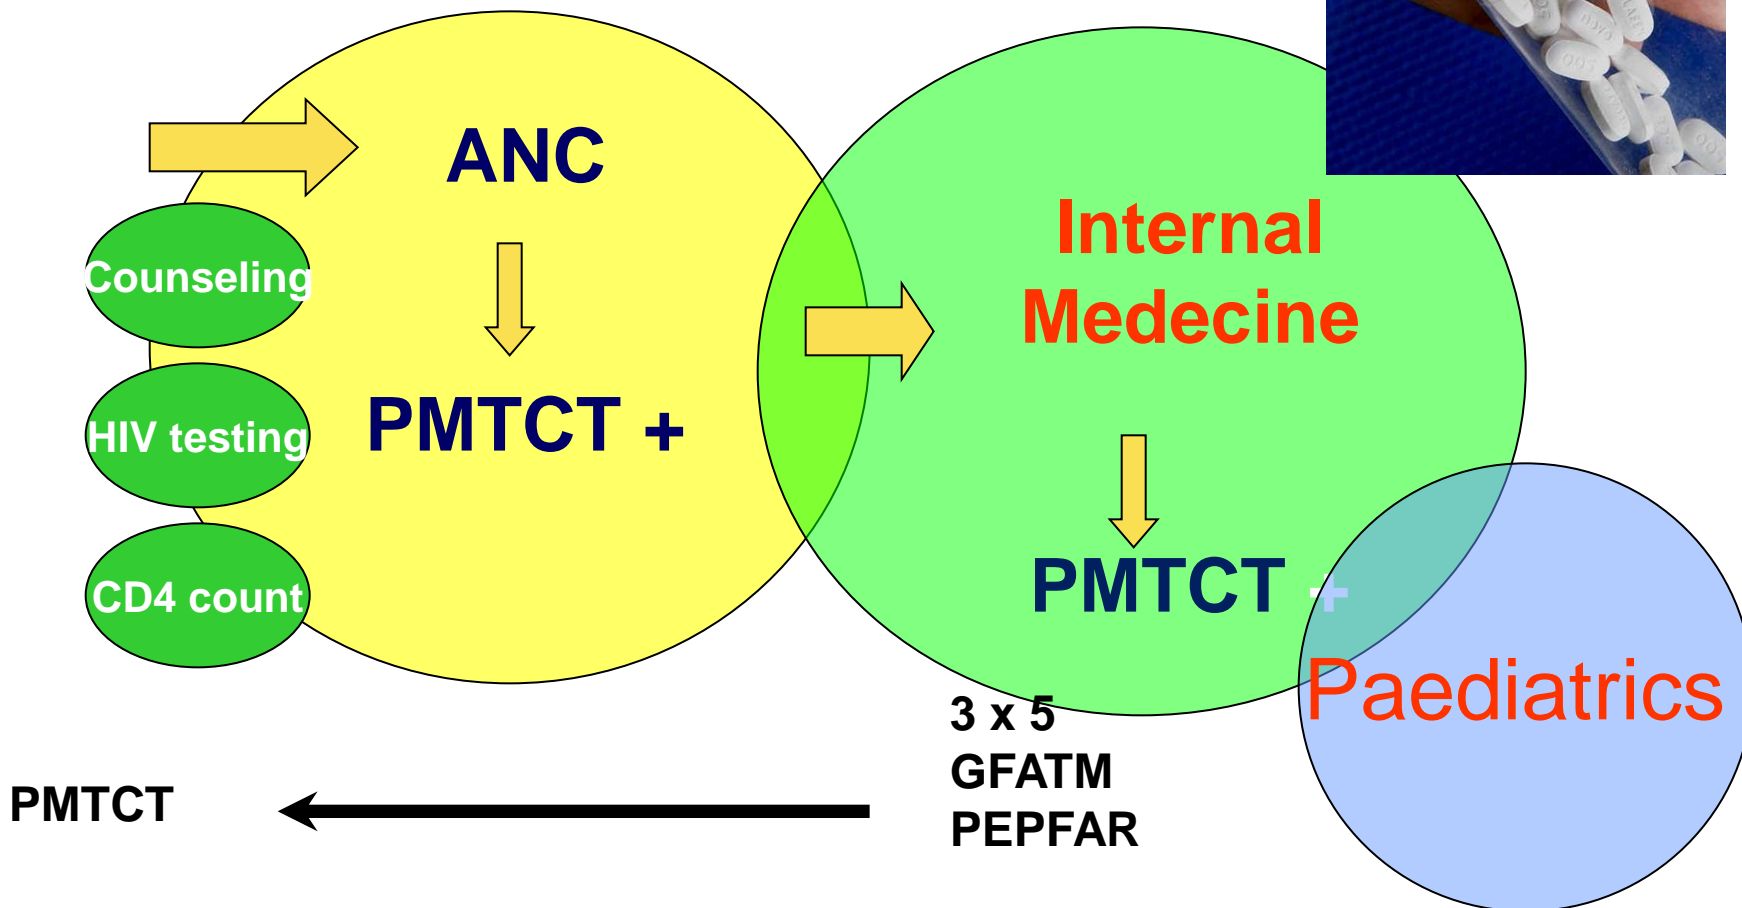 ANC
Counseling
HIV testing
CD4 count
PMTCT +
Internal
Medecine
PMTCT +
Paediatrics
3 x 5
GFATM
PEPFAR
PMTCT